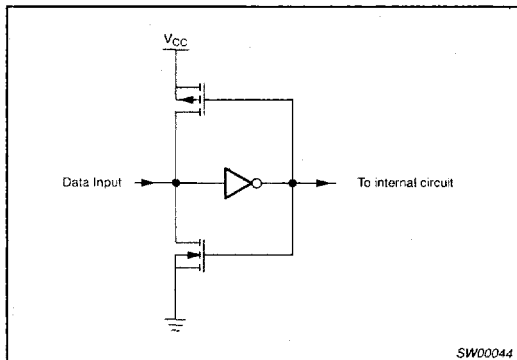 VCC
Data Input
To internal circuit
SW00044